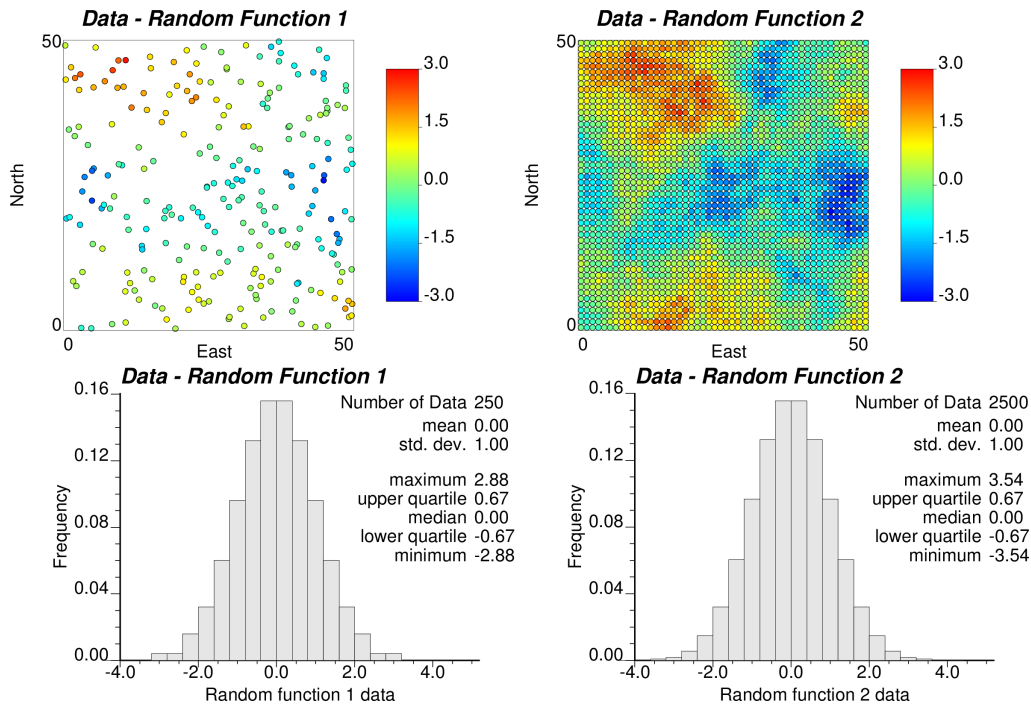 Data - Random Function 1
50
North
0
0
East
50
3.0
1.5
0.0
-1.5
-3.0
Data - Random Function 2
50
North
0
0
East
50
3.0
1.5
0.0
-1.5
-3.0
Data - Random Function 1
Frequency
0.16
0.12
0.08
0.04
0.00
-4.0 -2.0 0.0 2.0 4.0
Random function 1 data
Number of Data 250
mean 0.00
std. dev. 1.00
maximum 2.88
upper quartile 0.67
median 0.00
lower quartile -0.67
minimum -2.88
Data - Random Function 2
Frequency
0.16
0.12
0.08
0.04
0.00
-4.0 -2.0 0.0 2.0 4.0
Random function 2 data
Number of Data 2500
mean 0.00
std. dev. 1.00
maximum 3.54
upper quartile 0.67
median 0.00
lower quartile -0.67
minimum -3.54